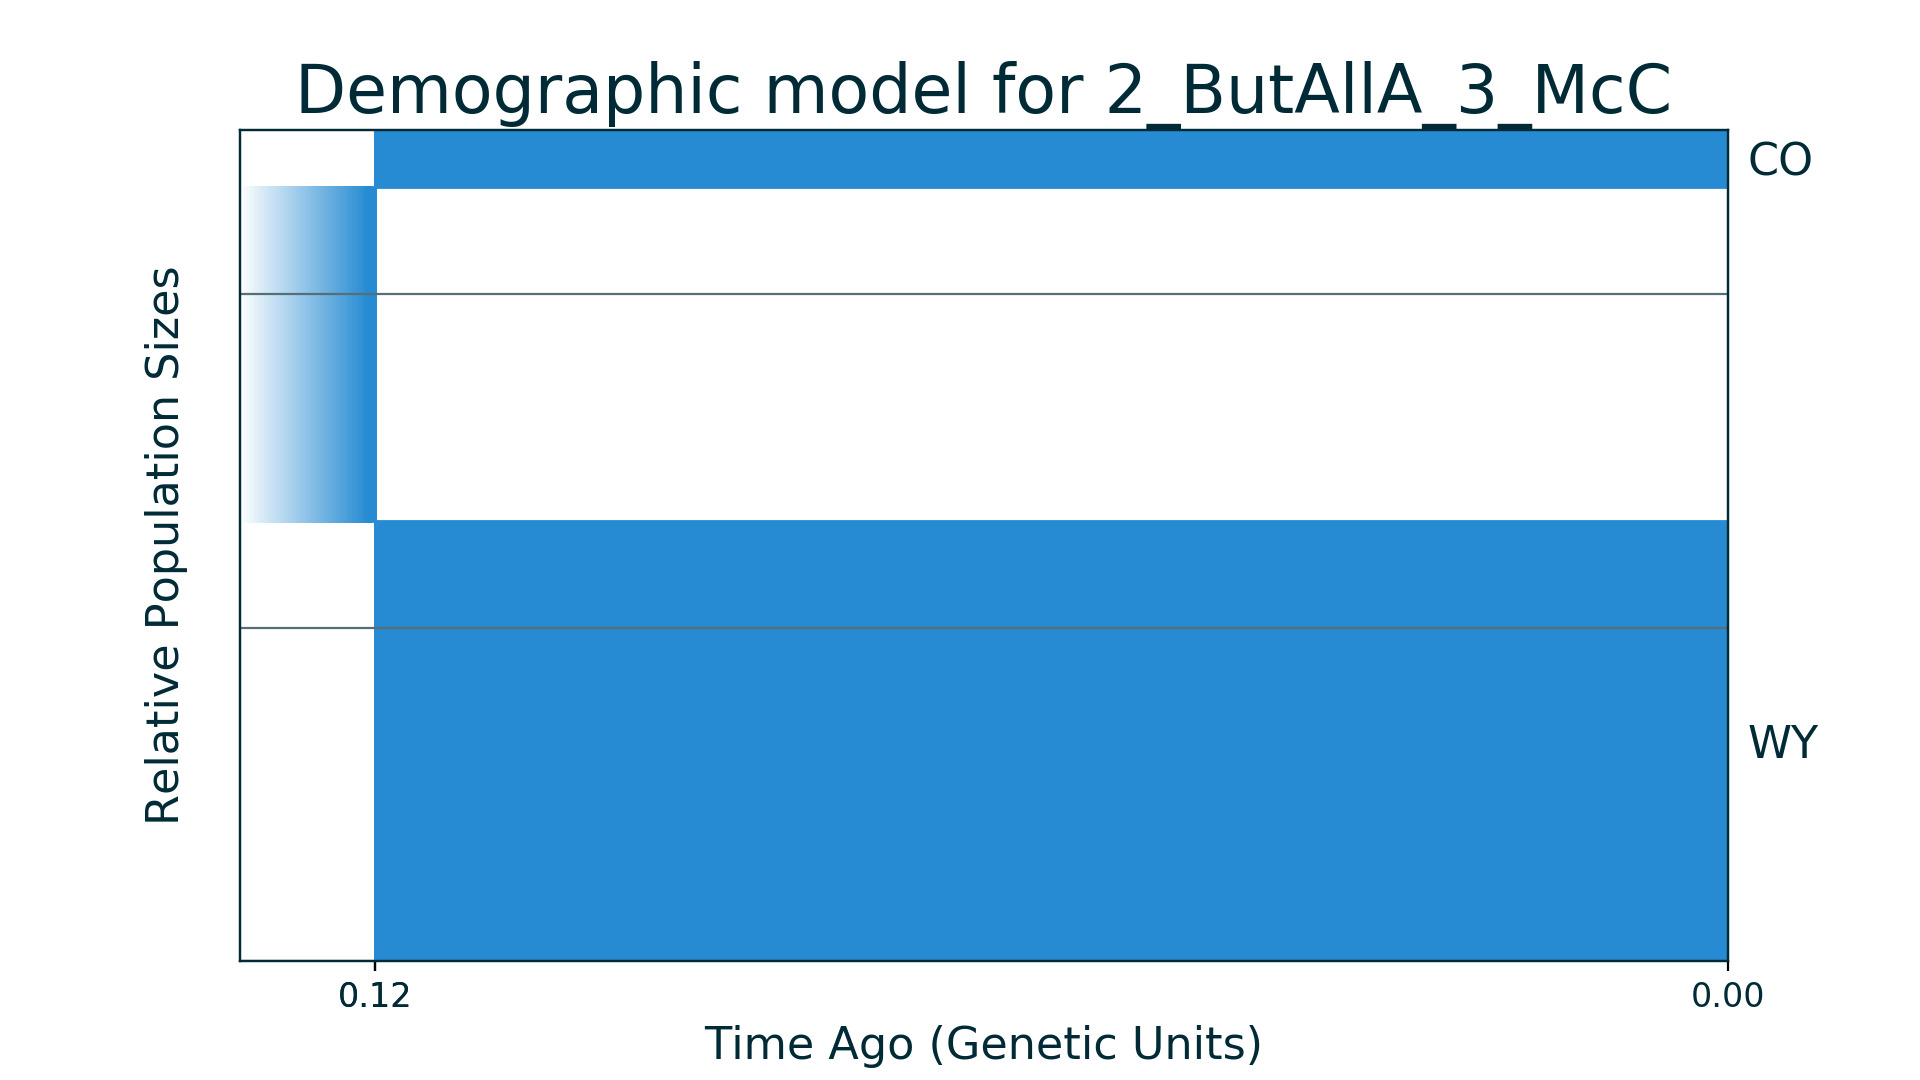 Demographic model for 2_ButAllA_3_McC
CO
Relative Population Sizes
WY
0.12
0.00
Time Ago (Genetic Units)